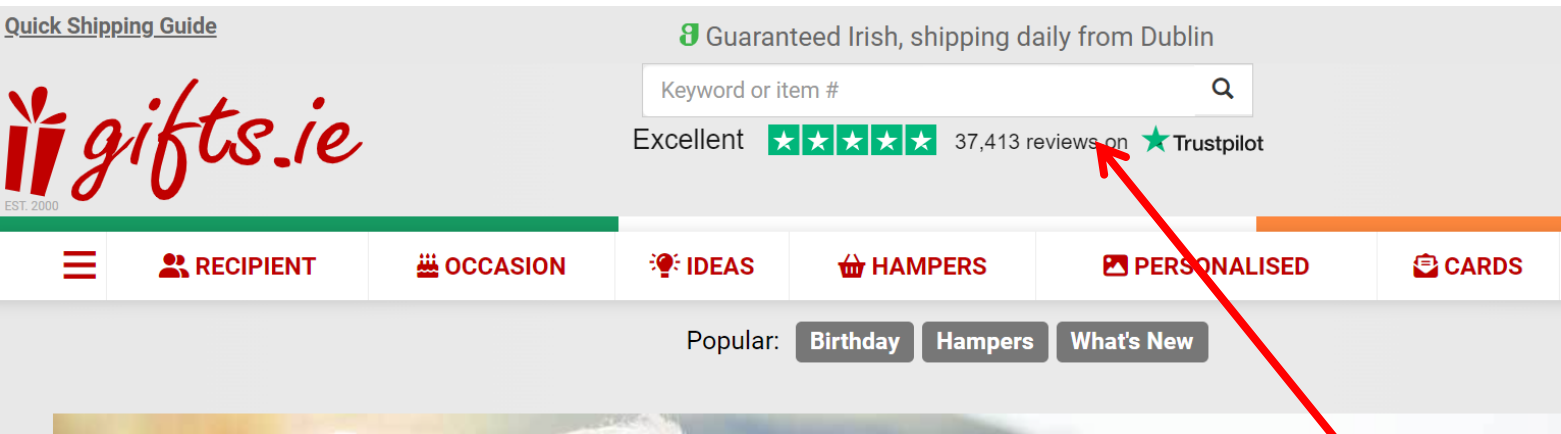 Quick Shipping Guide
Guaranteed Irish, shipping daily from Dublin
gifts.ie
EST. 2000
Keyword or item #
Excellent 37,413 reviews on Trustpilot
RECIPIENT OCCASION IDEAS HAMPERS PERSONALISED CARDS
Popular: Birthday Hampers What's New